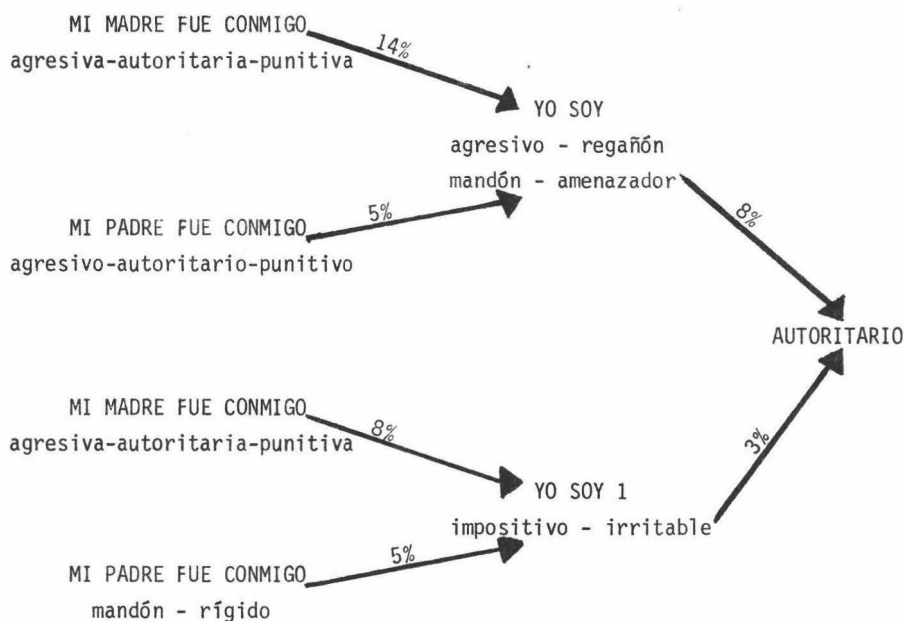 MI MADRE FUE CONMIGO
agresiva-autoritaria-punitiva
14%
YO SOY
agresivo - regañón
mandón - amenazador
MI PADRE FUE CONMIGO
agresivo-autoritario-punitivo
5%
8%
AUTORITARIO
MI MADRE FUE CONMIGO
agresiva-autoritaria-punitiva
8%
YO SOY 1
impositivo - irritable
3%
MI PADRE FUE CONMIGO
mandón - rígido
5%